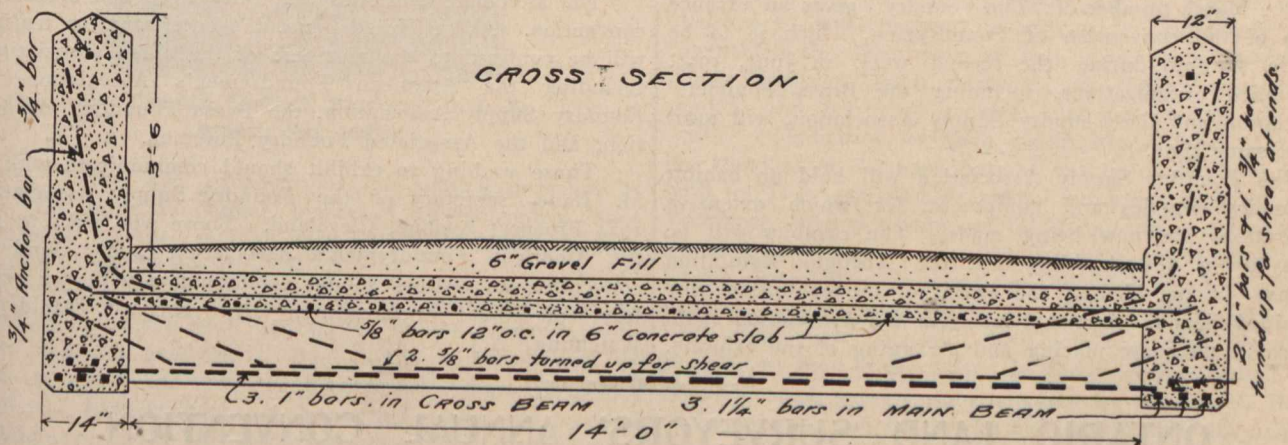 CROSS SECTION
3/4" bar
3/4" Anchor bar
3'-6"
12"
6" Gravel Fill
5/8" bars 12" o.c. in 6" Concrete slab
2. 5/8" bars turned up for shear
3. 1" bars. in CROSS BEAM
3. 1 1/4" bars in MAIN BEAM
2. 1" bars & 1. 3/4" bar
turned up for shear at ends.
14"
14'-0"